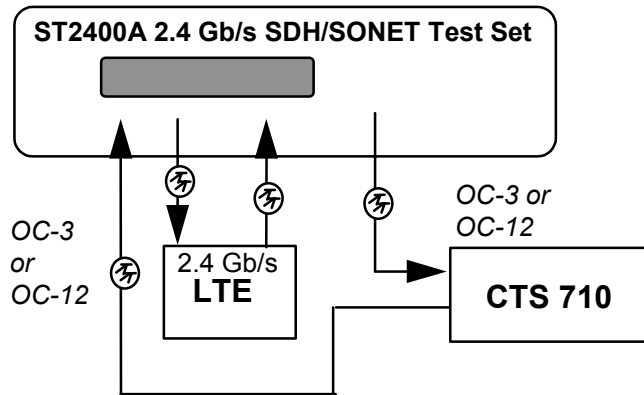 ST2400A 2.4 Gb/s SDH/SONET Test Set
OC-3
or
OC-12
2.4 Gb/s
LTE
OC-3 or
OC-12
CTS 710